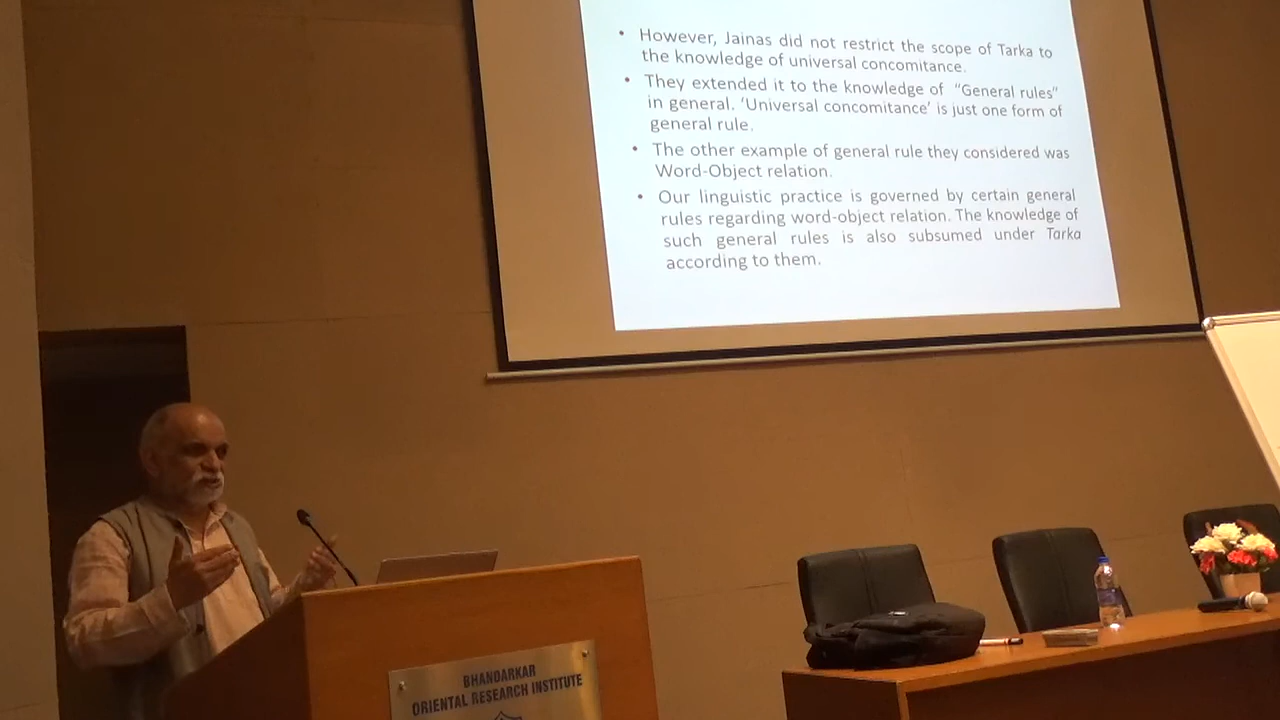 • However, Jainas did not restrict the scope of Tarka to
the knowledge of universal concomitance.
• They extended it to the knowledge of "General rules"
in general. 'Universal concomitance' is just one form of
general rule.
• The other example of general rule they considered was
Word-Object relation.
• Our linguistic practice is governed by certain general
rules regarding word-object relation. The knowledge of
such general rules is also subsumed under Tarka
according to them.
BHANDARKAR
ORIENTAL RESEARCH INSTITUTE